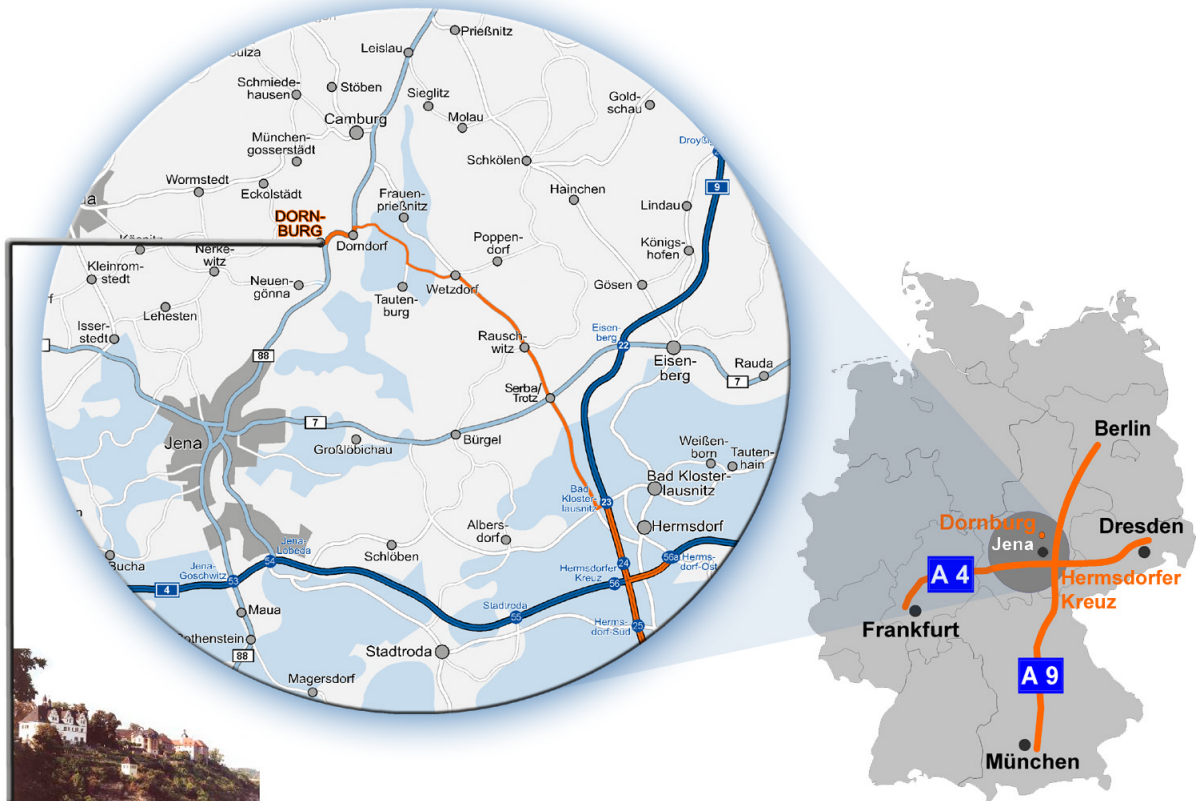 Prießnitz
Leislau
Schmiede-
hausen
Stöben
Sieglitz
Gold-
schau
Molau
Camburg
München-
gosserstädt
Droyßig
Schkölen
Wormstedt
Eckolstädt
Frauen-
prießnitz
Hainchen
9
Lindau
DORN-
BURG
Dorndorf
Poppen-
dorf
Königs-
hofen
Nerke-
witz
Kleinrom-
stedt
Neuen-
gönna
Tauten-
burg
Wetzdorf
Gösen
Lehesten
Isser-
stedt
Rausch-
witz
Eisen-
berg
22
88
Eisen-
berg
Rauda
7
Serba/
Trotz
7
Jena
Großlöbichau
Bürgel
Weißen-
born
Tauten-
hain
Bad Kloster-
lausnitz
Bad
Kloster-
lausnitz
23
Albers-
dorf
Hermsdorf
Jena-
Lobeda
54
Schlöben
Bucha
Jena-
Göschwitz
53
4
Hermsdorfer
Kreuz
24
56
56a
Herms-
dorf-Ost
Maua
Stadtroda
55
Herms-
dorf-Süd
25
Rothenstein
88
Stadtroda
Magersdorf
Berlin
Dornburg
Jena
Dresden
A 4
Hermsdorfer
Kreuz
Frankfurt
A 9
München